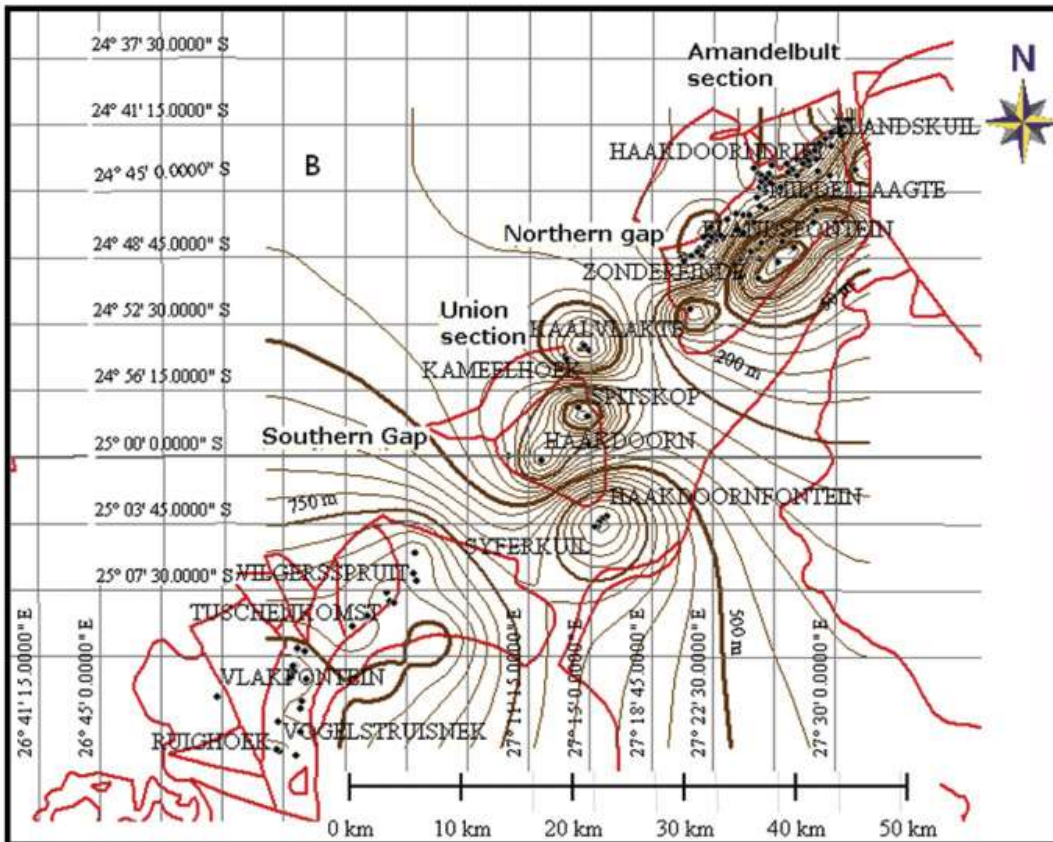 24° 37' 30.0000" S
Amandelbult
section
N
24° 41' 15.0000" S
ELANDSKUIL
HAAKDOORNDRIFT
B
24° 45' 0.0000" S
MIDDELLAAGTE
ELANDSFONTEIN
Northern gap
24° 48' 45.0000" S
ZONDEREINDE
50 m
24° 52' 30.0000" S
Union
section
KAALVLAKTE
200 m
KAMEELHOEK
24° 56' 15.0000" S
SPITSKOP
Southern Gap
HAAKDOORN
25° 00' 0.0000" S
750 m
HAAKDOORNFONTEIN
25° 03' 45.0000" S
SYFERKUIL
25° 07' 30.0000" S
VILGERSSPRUIT
TUSCHENKOMST
VLAKFONTEIN
VOGELSTRUISNEK
RUIGHOEK
26° 41' 15.0000" E
26° 45' 0.0000" E
27° 11' 15.0000" E
27° 15' 0.0000" E
27° 18' 45.0000" E
27° 22' 30.0000" E
500 m
27° 30' 0.0000" E
0 km
10 km
20 km
30 km
40 km
50 km